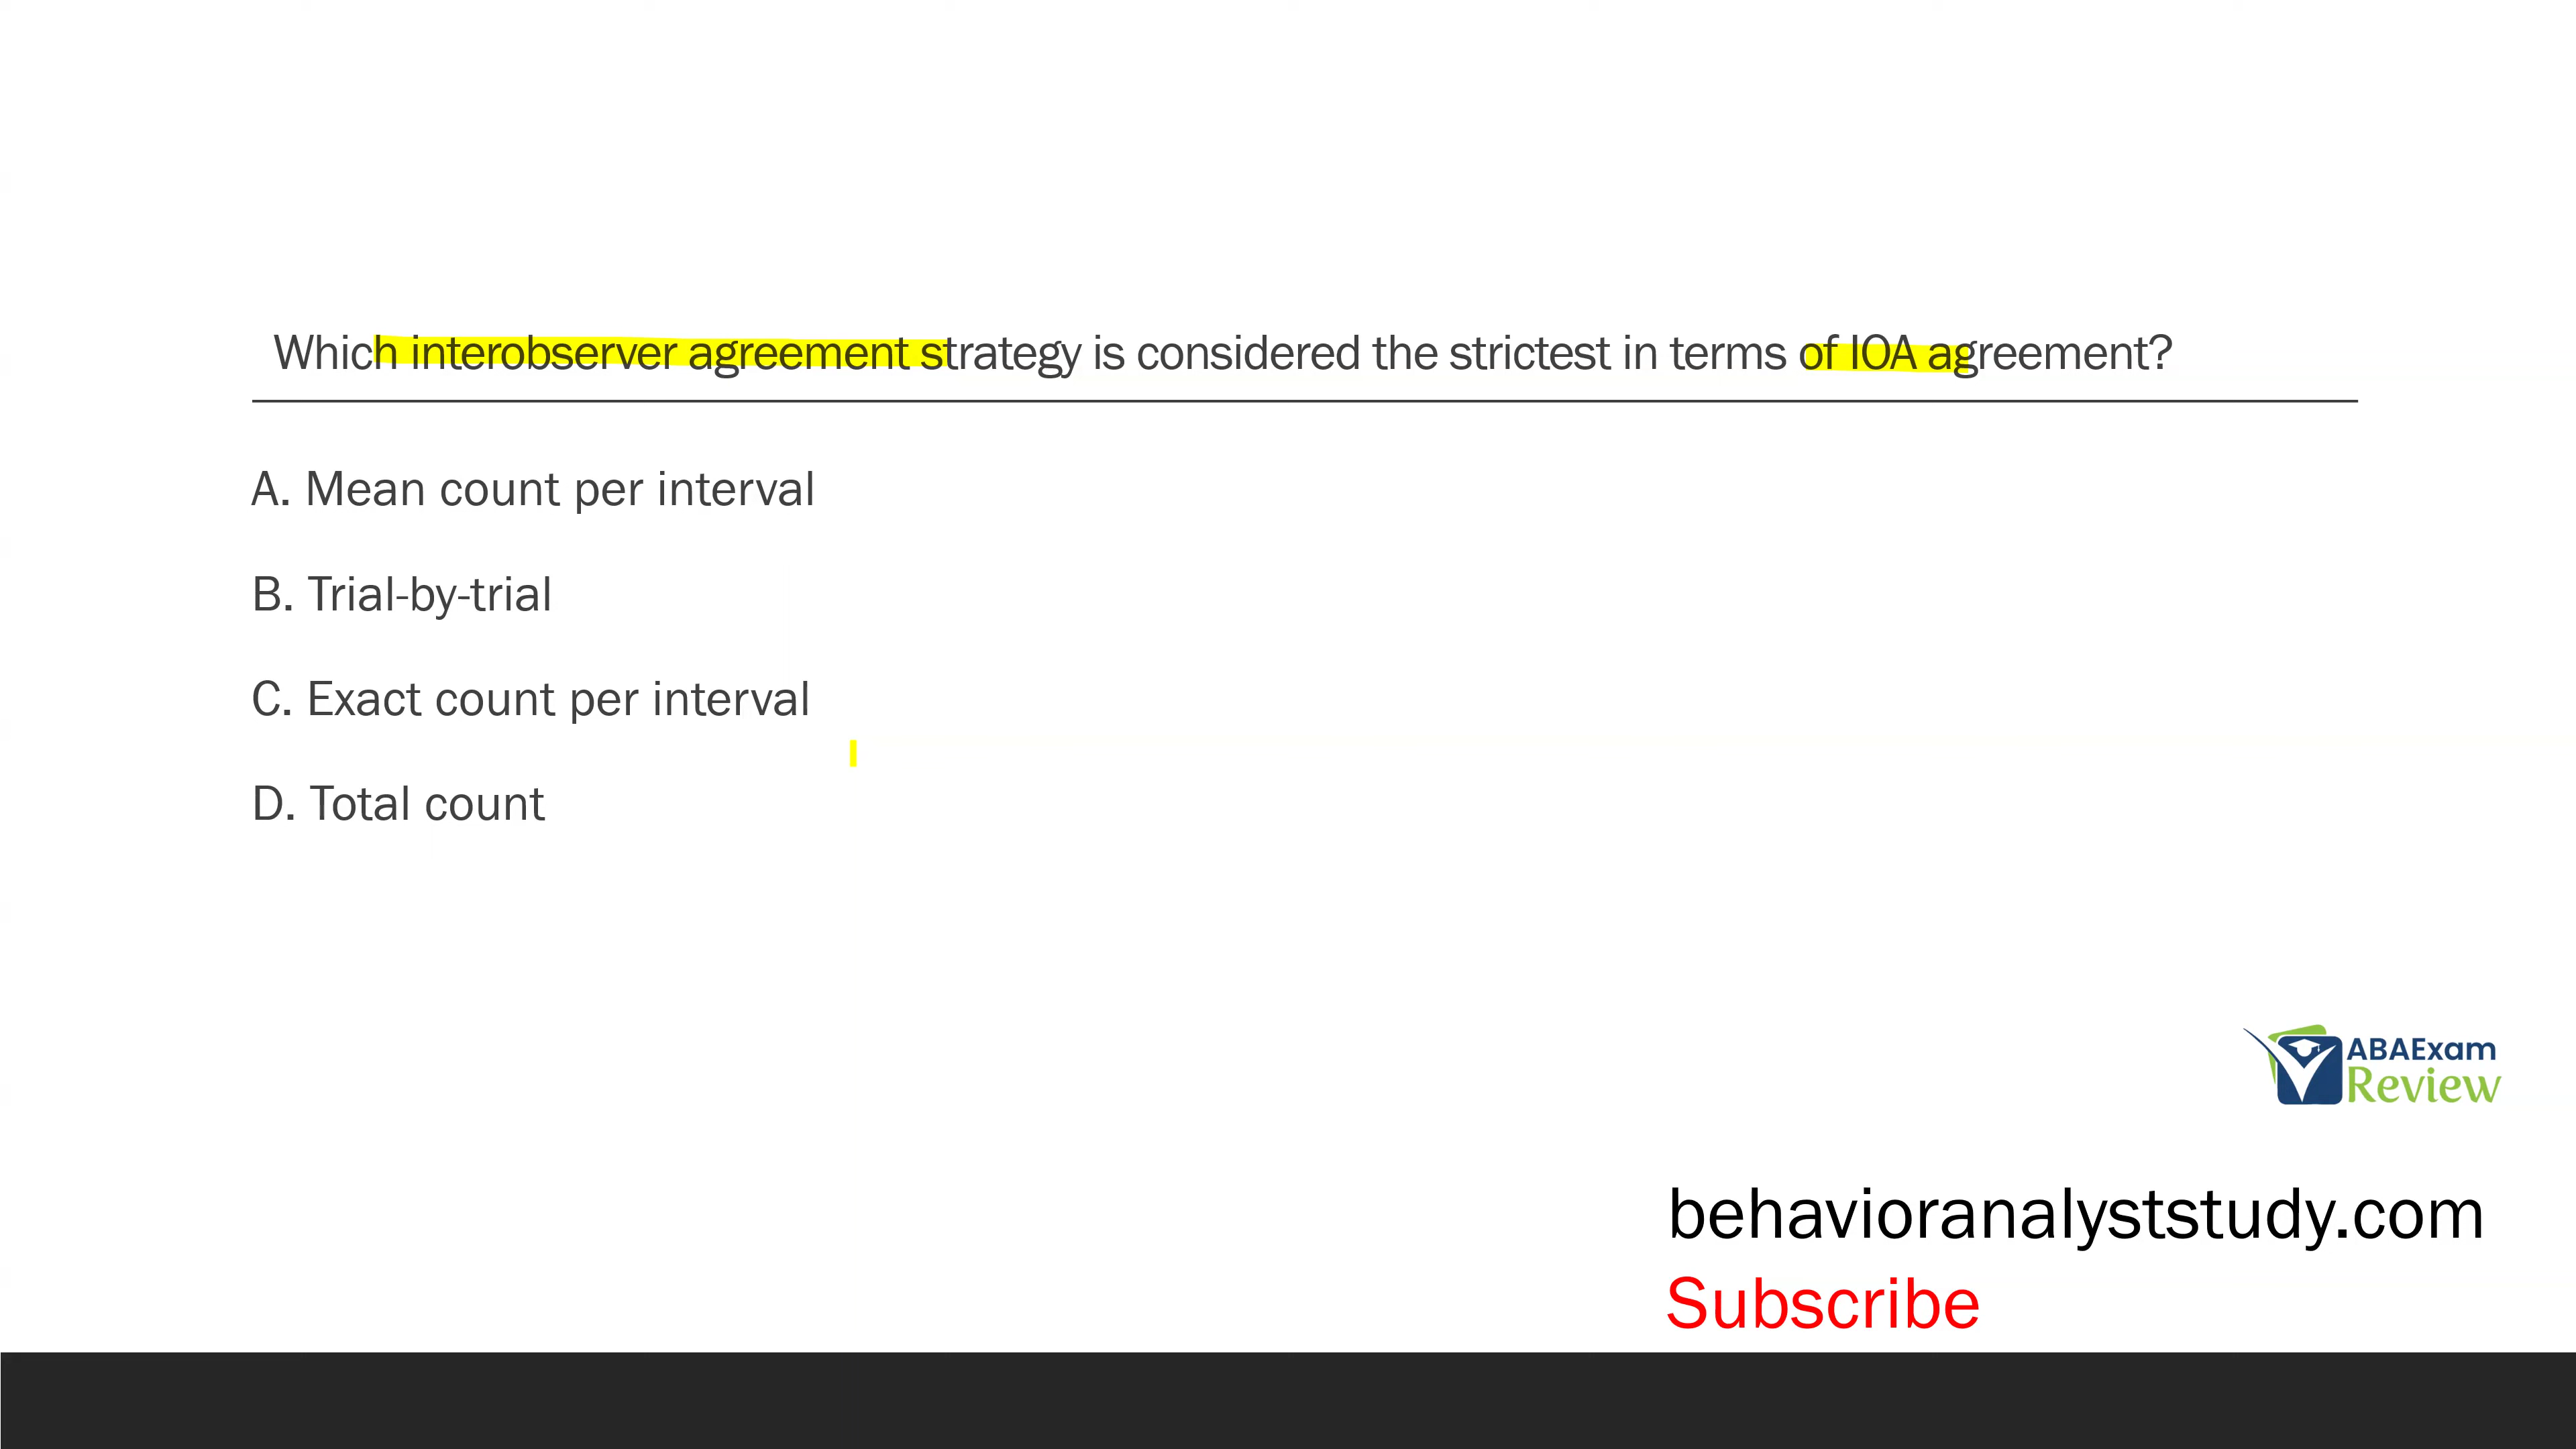 Which interobserver agreement strategy is considered the strictest in terms of IOA agreement?
A. Mean count per interval
B. Trial-by-trial
C. Exact count per interval
D. Total count
ABAExam
Review
behavioranalyststudy.com
Subscribe